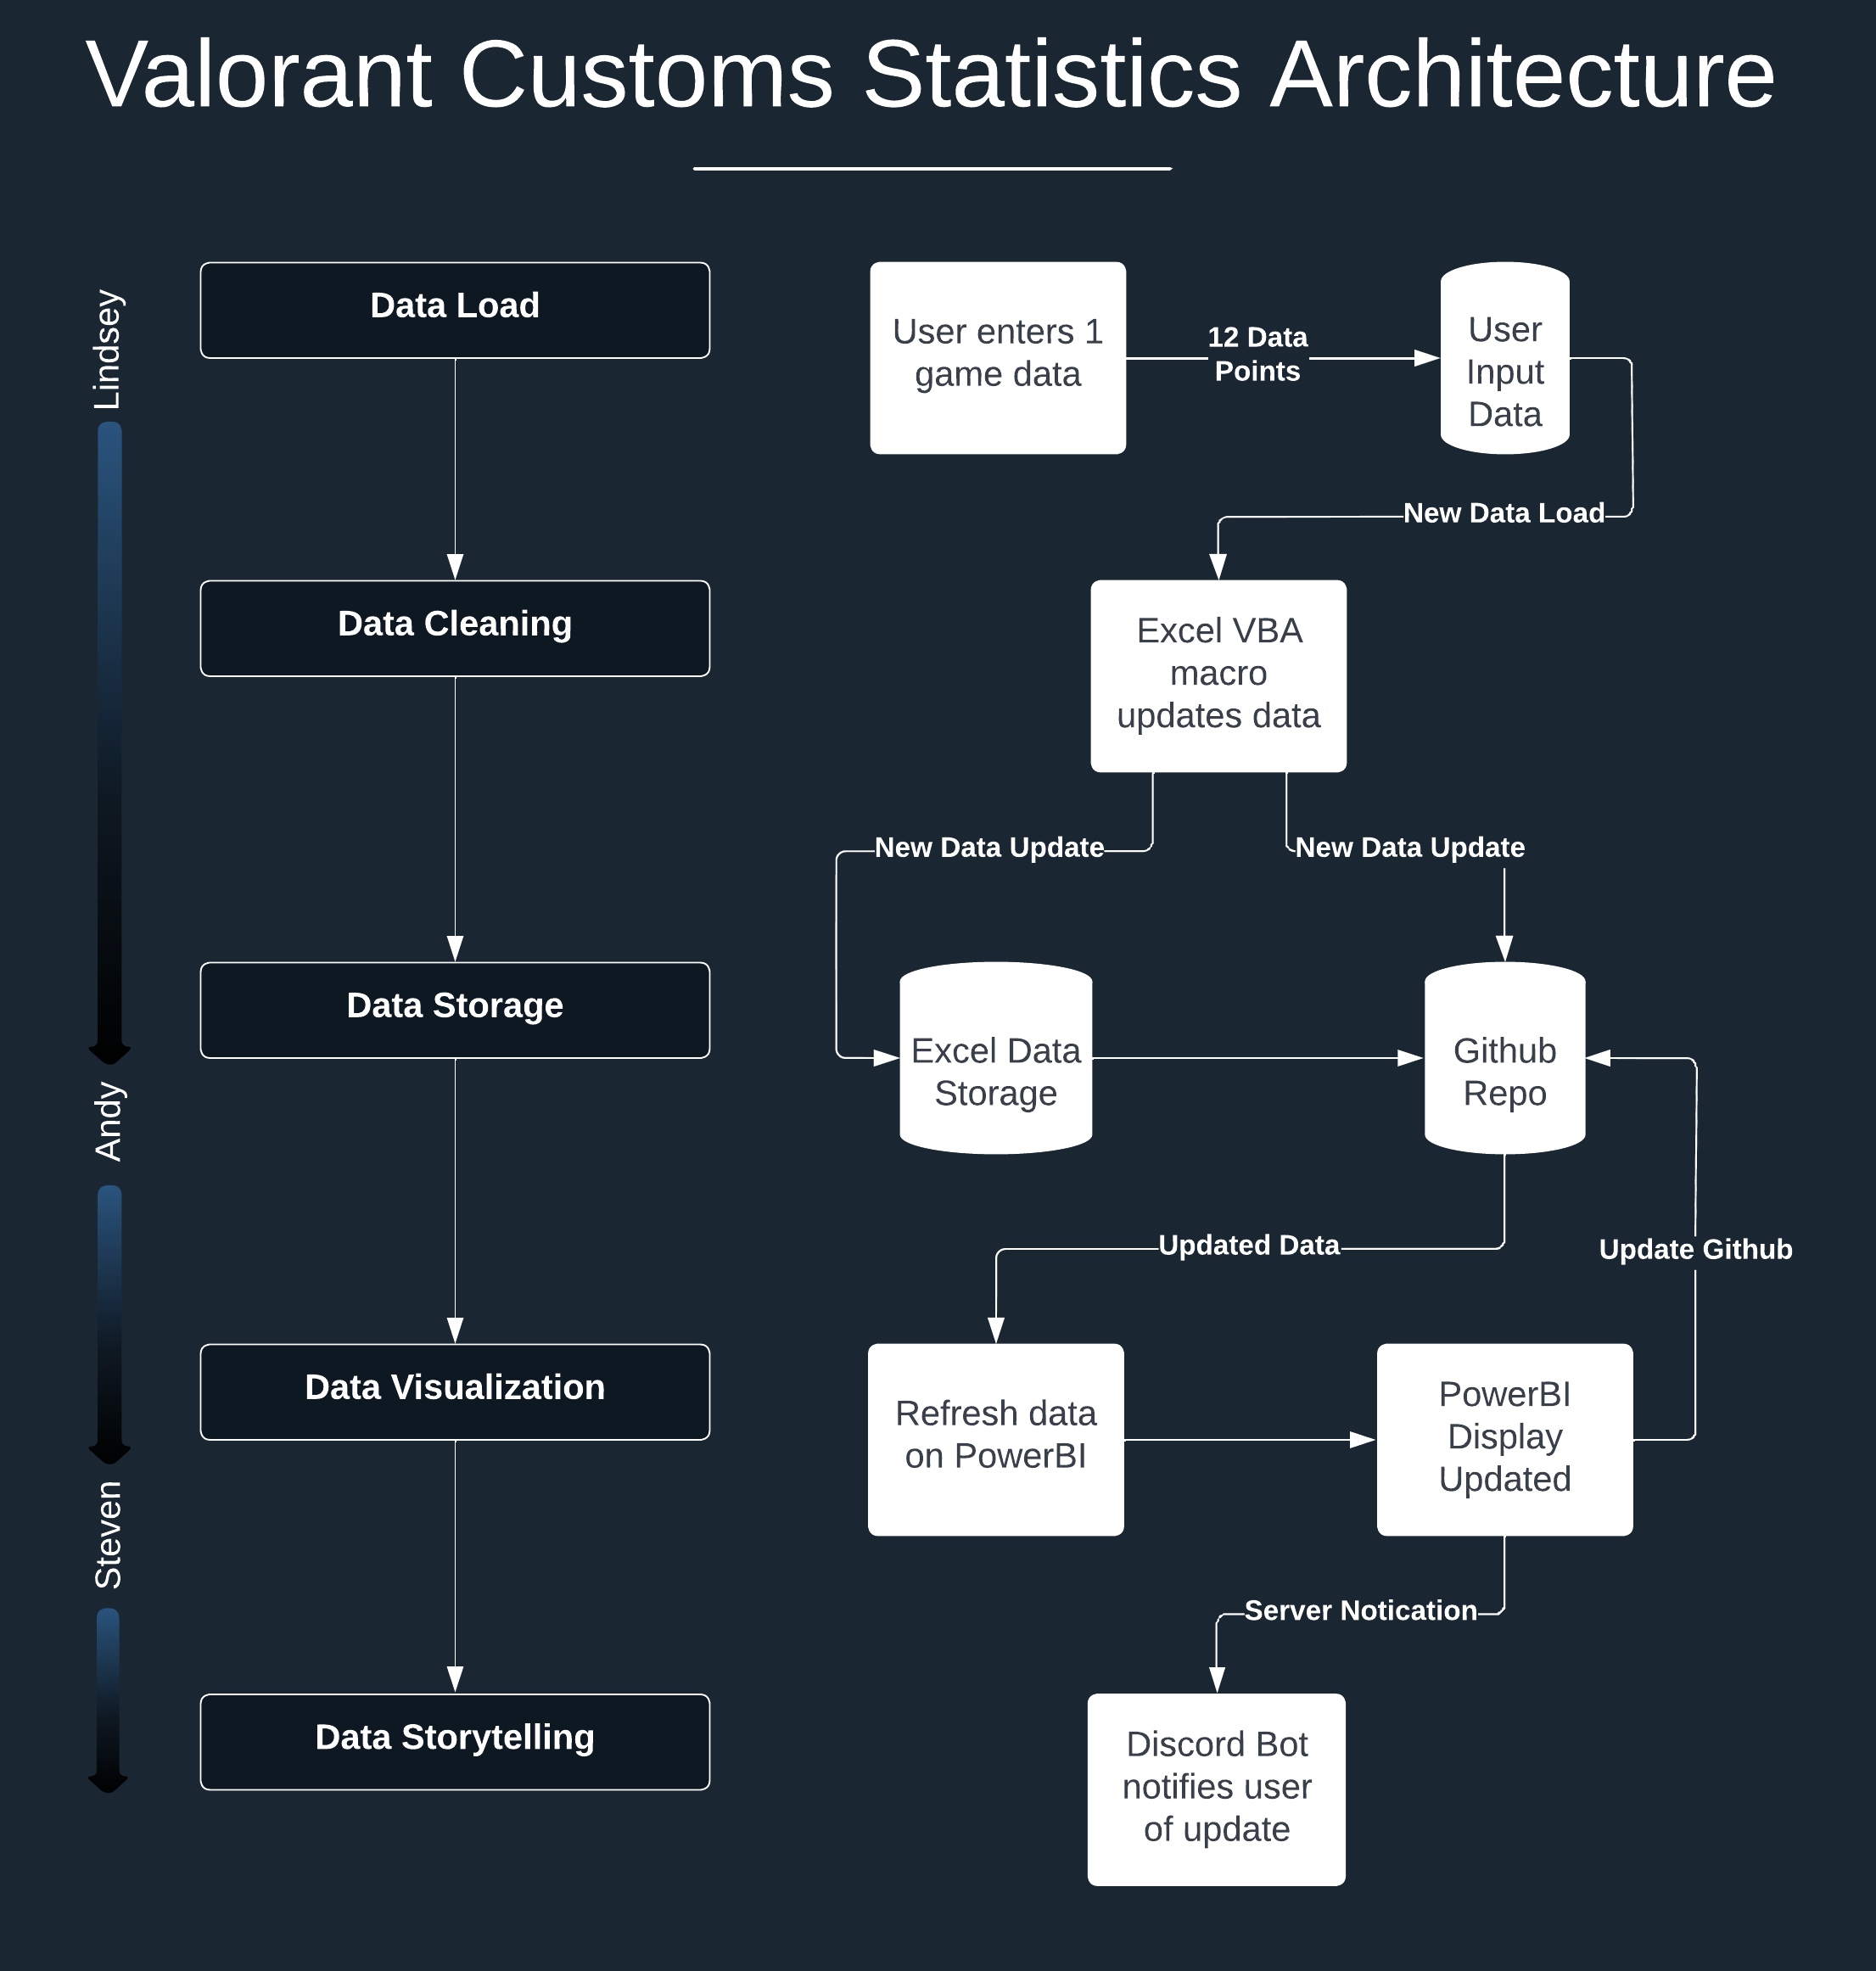 Valorant Customs Statistics Architecture
Lindsey
Data Load
User enters 1
game data
12 Data
Points
User
Input
Data
New Data Load
Data Cleaning
Excel VBA
macro
updates data
New Data Update
New Data Update
Data Storage
Excel Data
Storage
Github
Repo
Andy
Updated Data
Update Github
Data Visualization
Refresh data
on PowerBI
PowerBI
Display
Updated
Steven
Server Notication
Data Storytelling
Discord Bot
notifies user
of update